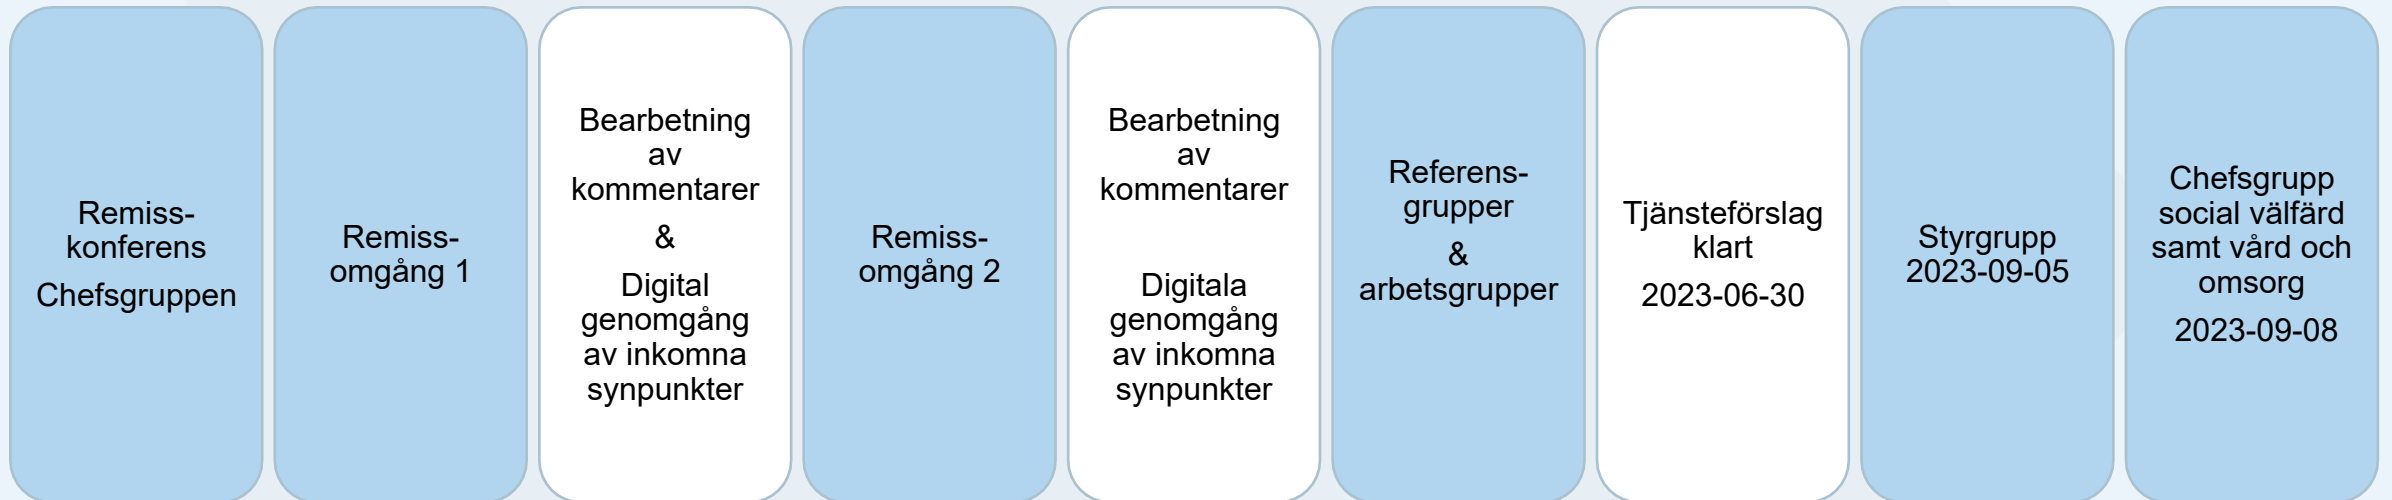 Remiss-
konferens
Chefsgruppen
Remiss-
omgång 1
Bearbetning
av
kommentarer
&
Digital
genomgång
av inkomna
synpunkter
Remiss-
omgång 2
Bearbetning
av
kommentarer
Digitala
genomgång
av inkomna
synpunkter
Referens-
grupper
&
arbetsgrupper
Tjänsteförslag
klart
2023-06-30
Styrgrupp
2023-09-05
Chefsgrupp
social välfärd
samt vård och
omsorg
2023-09-08